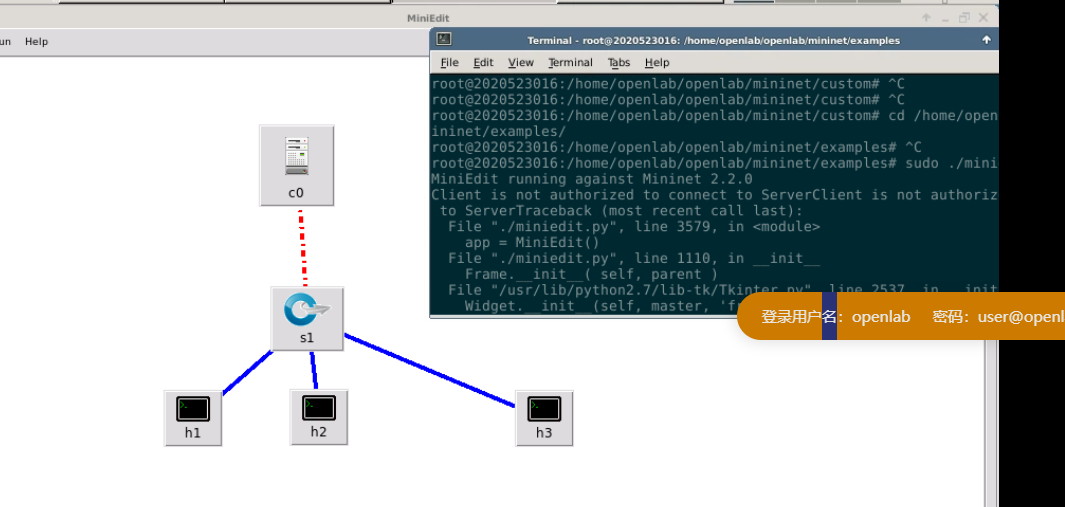 MiniEdit
un Help
Terminal - root@2020523016: /home/openlab/openlab/mininet/examples
File Edit View Terminal Tabs Help
root@2020523016:/home/openlab/openlab/mininet/custom# ^C
root@2020523016:/home/openlab/openlab/mininet/custom# ^C
root@2020523016:/home/openlab/openlab/mininet/custom# cd /home/open
ininet/examples/
root@2020523016:/home/openlab/openlab/mininet/examples# ^C
root@2020523016:/home/openlab/openlab/mininet/examples# sudo ./mini
MiniEdit running against Mininet 2.2.0
Client is not authorized to connect to ServerClient is not authoriz
to ServerTraceback (most recent call last):
File "./miniedit.py", line 3579, in <module>
app = MiniEdit()
File "./miniedit.py", line 1110, in __init__
Frame.__init__( self, parent )
File "/usr/lib/python2.7/lib-tk/Tkinter.py", line 2537, in __init
Widget.__init__(self, master, 'fr
登录用户名：openlab 密码：user@openl
c0
s1
h1
h2
h3